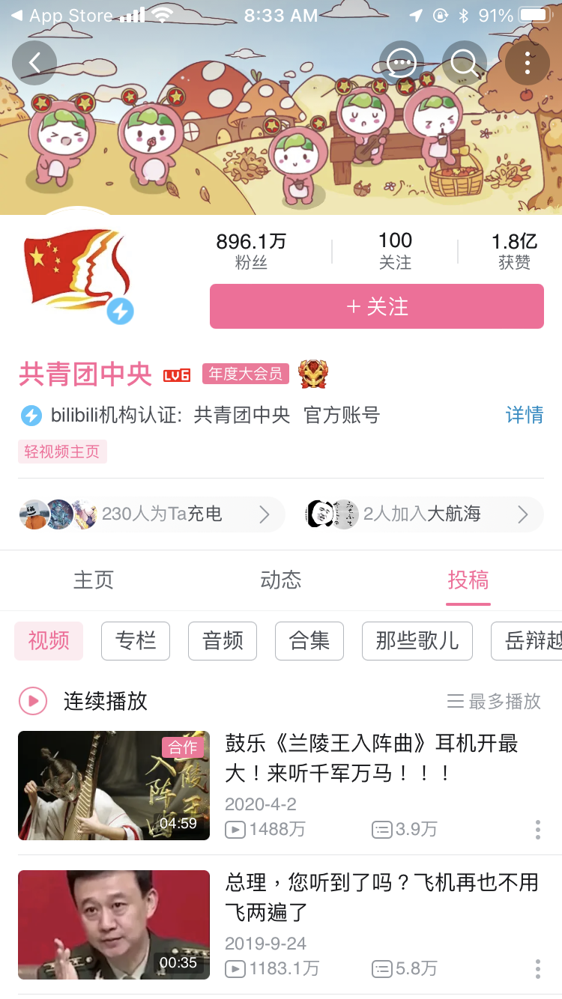 App Store 8:33 AM 91%
896.1万 100 1.8亿
粉丝 关注 获赞
+ 关注
共青团中央 LV6 年度大会员
bilibili机构认证: 共青团中央 官方账号 详情
轻视频主页
230人为Ta充电 2人加入大航海
主页 动态 投稿
视频 专栏 音频 合集 那些歌儿 岳辩越
连续播放 最多播放
合作
兰陵王
入阵曲
04:59
鼓乐《兰陵王入阵曲》耳机开最
大！来听千军万马！！！
2020-4-2
1488万 3.9万
00:35
总理，您听到了吗？飞机再也不用
飞两遍了
2019-9-24
1183.1万 5.8万